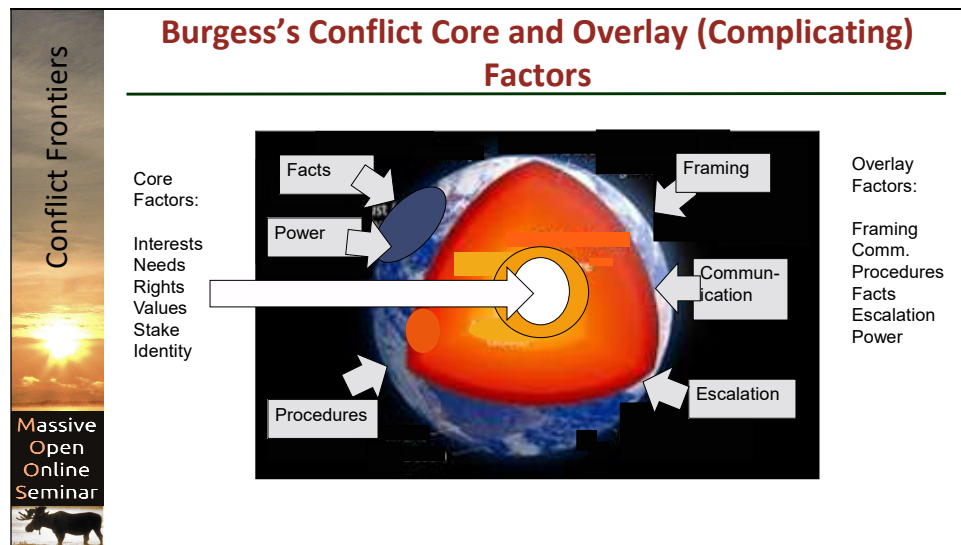 Burgess’s Conflict Core and Overlay (Complicating)
Factors
Conflict Frontiers
Massive
Open
Online
Seminar
Core
Factors:
Interests
Needs
Rights
Values
Stake
Identity
Facts
Power
Procedures
Framing
Commun-
ication
Escalation
Overlay
Factors:
Framing
Comm.
Procedures
Facts
Escalation
Power